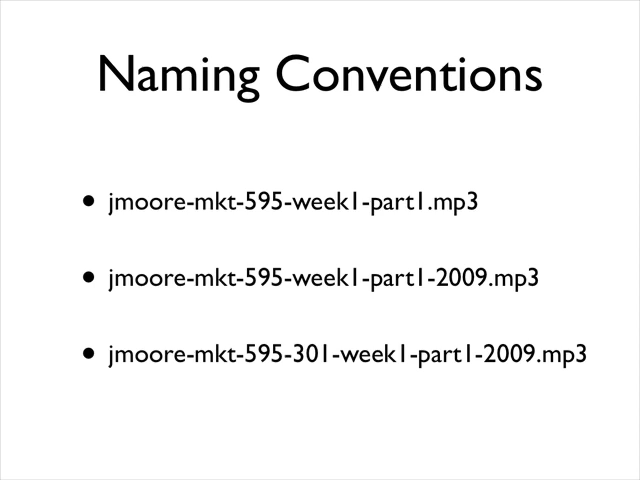 Naming Conventions
• jmoore-mkt-595-week1-part1.mp3
• jmoore-mkt-595-week1-part1-2009.mp3
• jmoore-mkt-595-301-week1-part1-2009.mp3